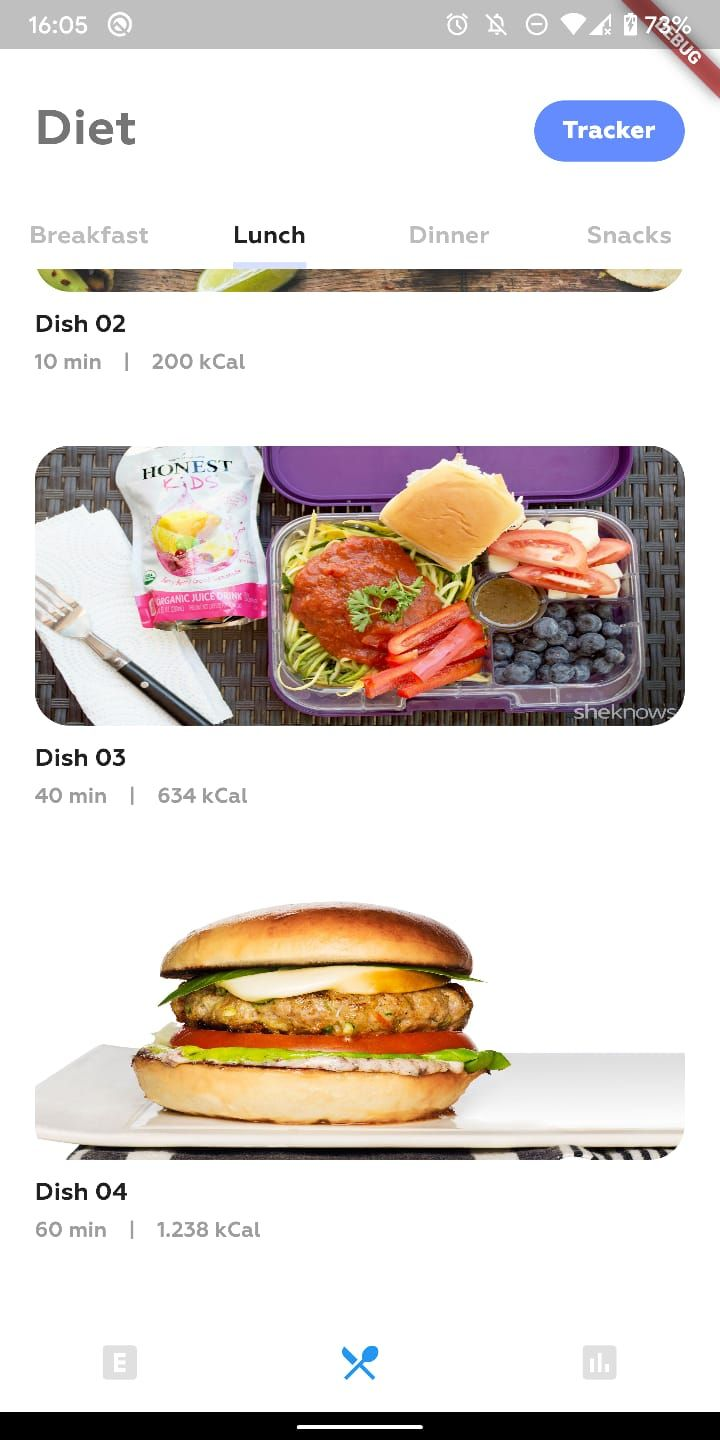 16:05
73%
DEBUG
Diet
Tracker
Breakfast
Lunch
Dinner
Snacks
Dish 02
10 min | 200 kCal
HONEST
KiDS
ORGANIC JUICE DRINK
sheknows
Dish 03
40 min | 634 kCal
Dish 04
60 min | 1.238 kCal
E